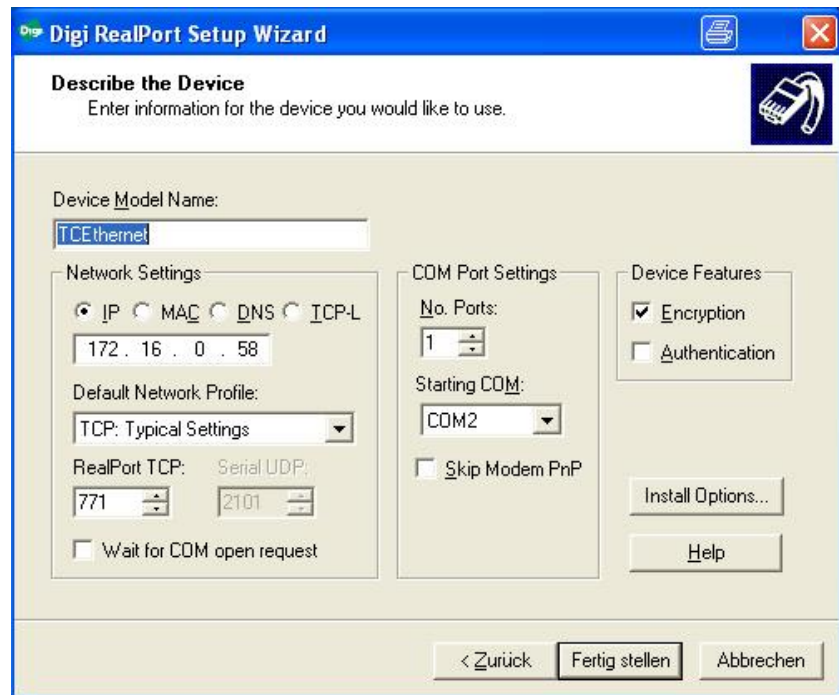 Digi Digi RealPort Setup Wizard
Describe the Device
Enter information for the device you would like to use.
Device Model Name:
TCEthernet
Network Settings
IP MAC DNS TCP-L
172 . 16 . 0 . 58
Default Network Profile:
TCP: Typical Settings
RealPort TCP: Serial UDP:
771 2101
Wait for COM open request
COM Port Settings
No. Ports:
1
Starting COM:
COM2
Skip Modem PnP
Device Features
Encryption
Authentication
Install Options...
Help
< Zurück Fertig stellen Abbrechen